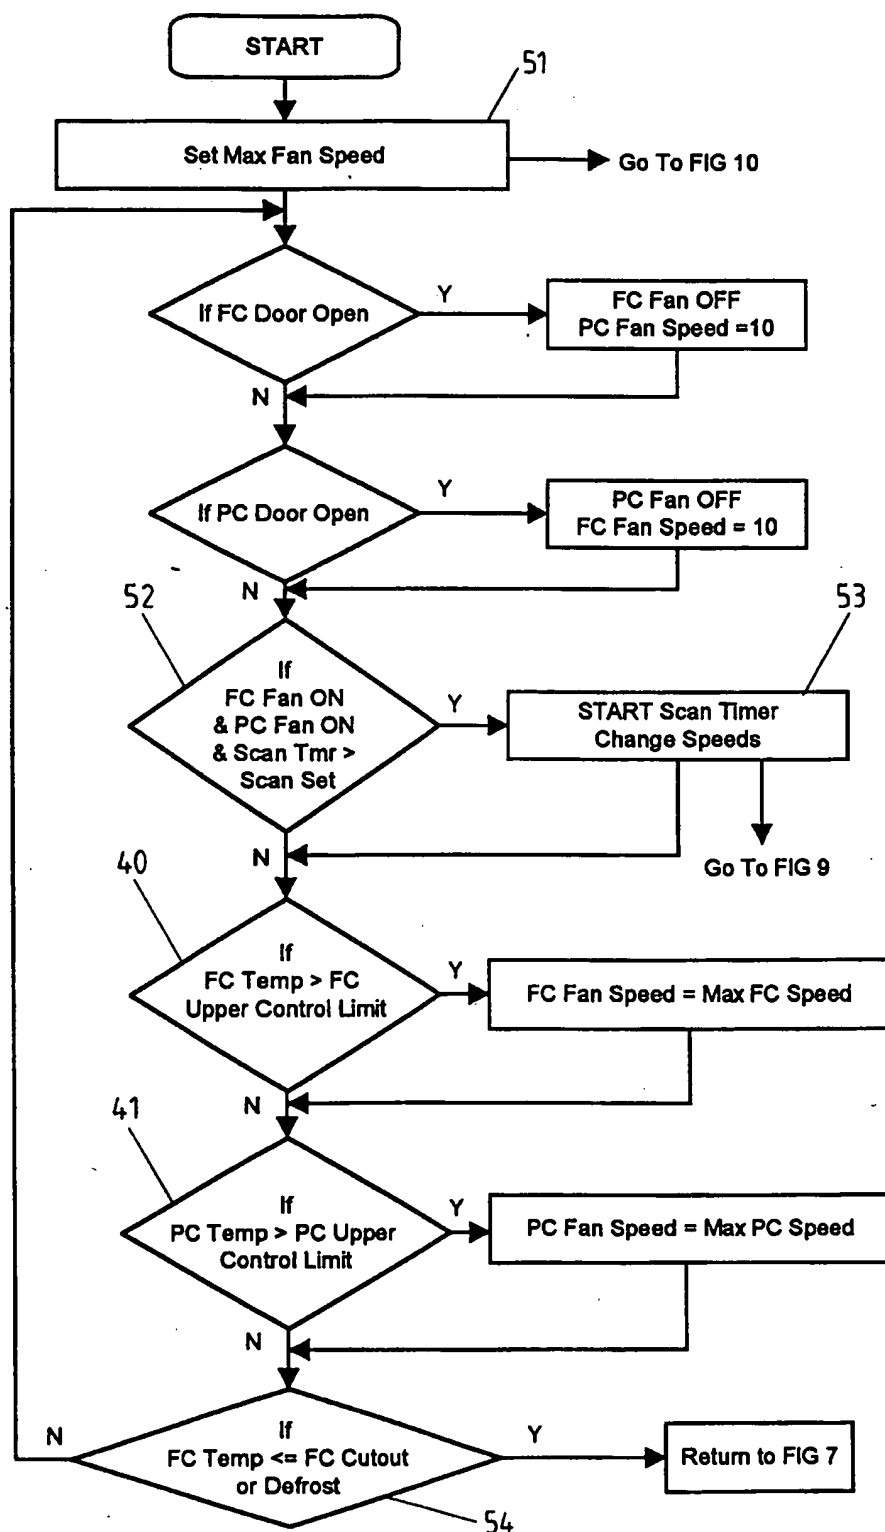 START
51
Set Max Fan Speed
Go To FIG 10
If FC Door Open
Y
FC Fan OFF
PC Fan Speed =10
N
If PC Door Open
Y
PC Fan OFF
FC Fan Speed = 10
N
52
53
If
FC Fan ON
& PC Fan ON
& Scan Tmr >
Scan Set
Y
START Scan Timer
Change Speeds
N
Go To FIG 9
40
If
FC Temp > FC
Upper Control Limit
Y
FC Fan Speed = Max FC Speed
N
41
If
PC Temp > PC Upper
Control Limit
Y
PC Fan Speed = Max PC Speed
N
N
If
FC Temp <= FC Cutout
or Defrost
Y
Return to FIG 7
54